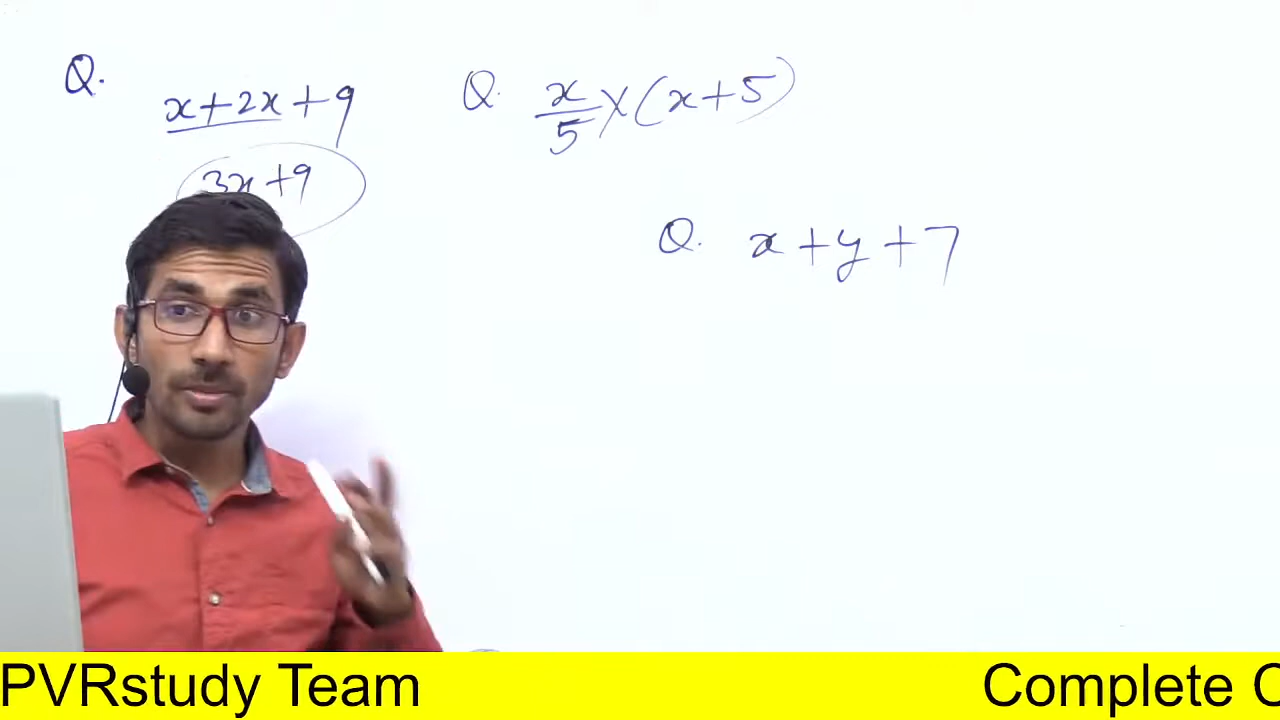 Q. x+2x+9
3x+9
Q. x/5 × (x+5)
Q. x+y+7
PVRstudy Team
Complete